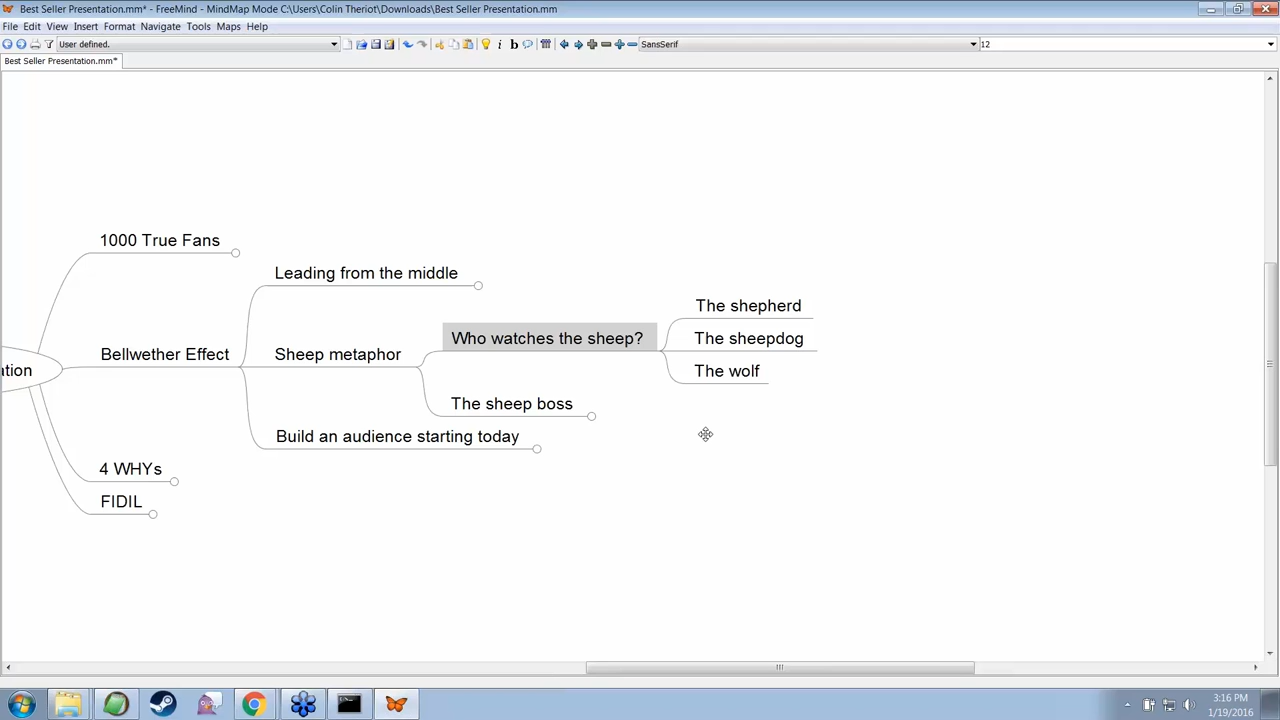 Best Seller Presentation.mm* - FreeMind - MindMap Mode C:\Users\Colin Theriot\Downloads\Best Seller Presentation.mm
File Edit View Insert Format Navigate Tools Maps Help
User defined. SansSerif 12
Best Seller Presentation.mm*
1000 True Fans
Leading from the middle
The shepherd
Who watches the sheep?
The sheepdog
ation
Bellwether Effect
Sheep metaphor
The wolf
The sheep boss
Build an audience starting today
4 WHYs
FIDIL
3:16 PM
1/19/2016